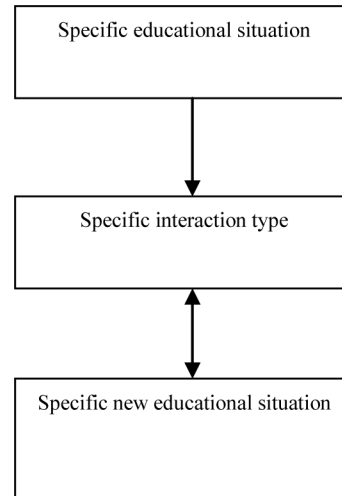 Specific educational situation
Specific interaction type
Specific new educational situation